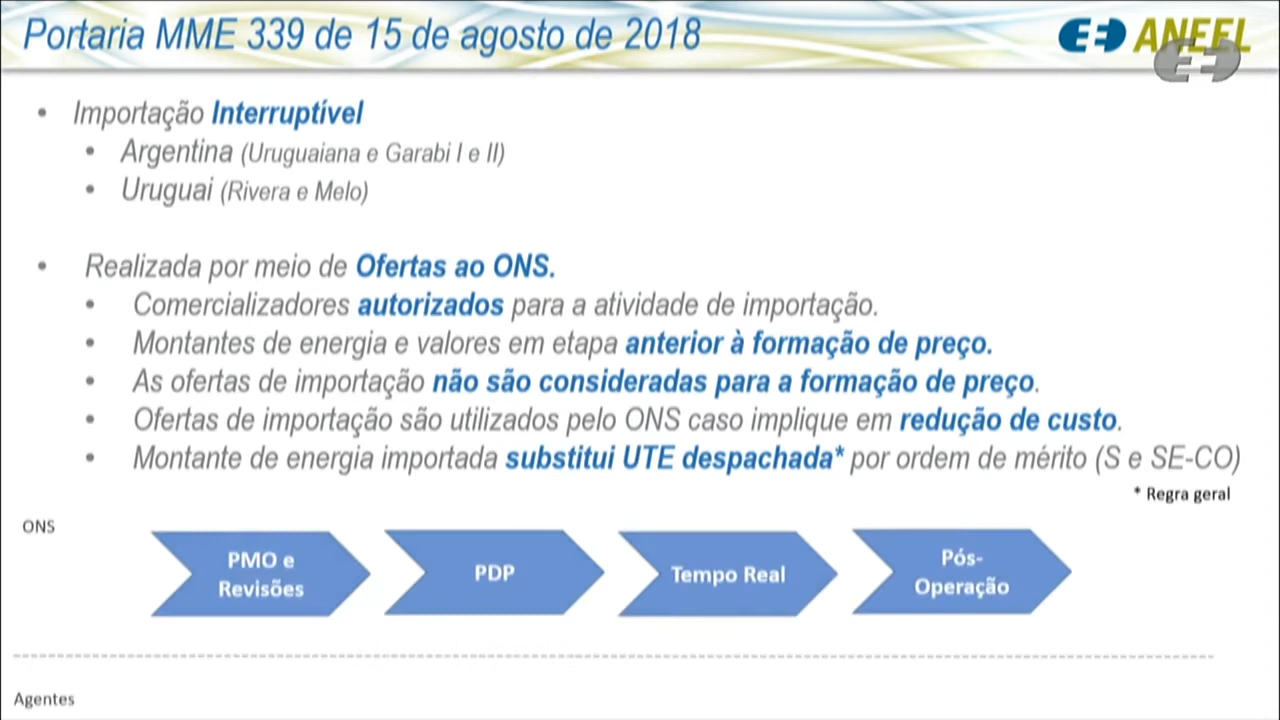 Portaria MME 339 de 15 de agosto de 2018
ANEEL
• Importação Interruptível
• Argentina (Uruguaiana e Garabi I e II)
• Uruguai (Rivera e Melo)
• Realizada por meio de Ofertas ao ONS.
• Comercializadores autorizados para a atividade de importação.
• Montantes de energia e valores em etapa anterior à formação de preço.
• As ofertas de importação não são consideradas para a formação de preço.
• Ofertas de importação são utilizados pelo ONS caso implique em redução de custo.
• Montante de energia importada substitui UTE despachada* por ordem de mérito (S e SE-CO)
* Regra geral
ONS
PMO e
Revisões
PDP
Tempo Real
Pós-
Operação
Agentes